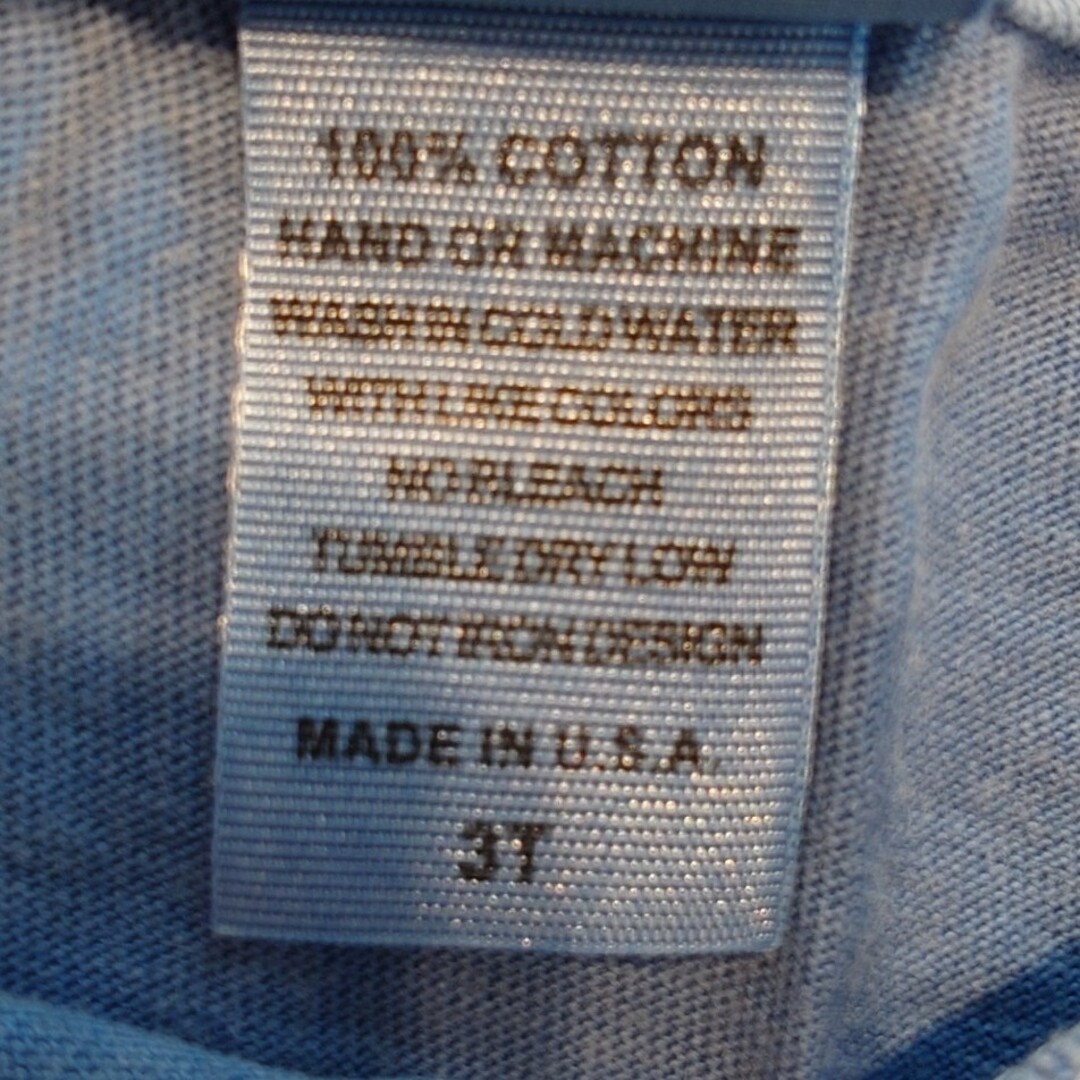 100% COTTON
HAND OR MACHINE
WASH IN COLD WATER
WITH LIKE COLORS
NO BLEACH
TUMBLE DRY LOW
DO NOT IRON DESIGN
MADE IN U.S.A.
3T